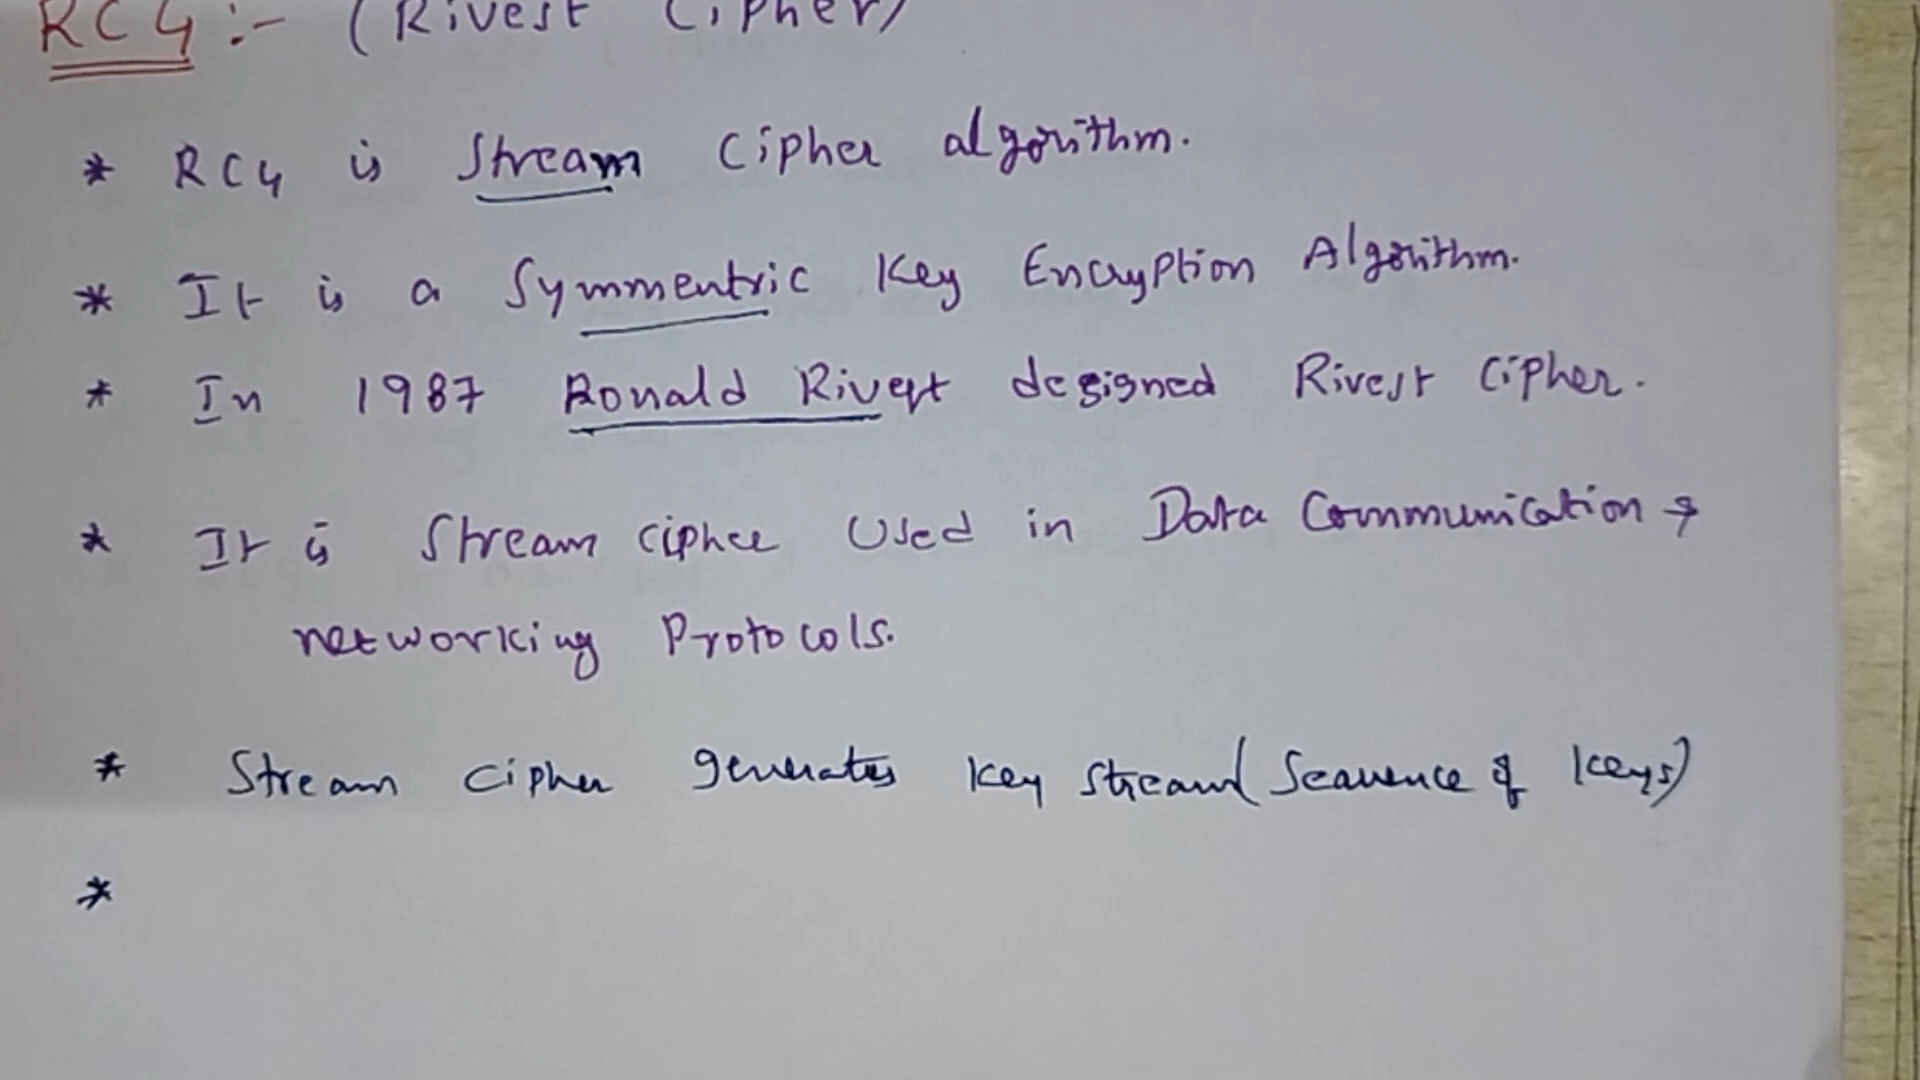 RC4 :- (Rivest Cipher)
* RC4 is Stream Cipher algorithm.
* It is a Symmentric Key Encryption Algorithm.
* In 1987 Ronald Rivest designed Rivest Cipher.
* It is Stream cipher Used in Data Communication &
networking Protocols.
* Stream cipher generates key stream (Seauence of keys)
*